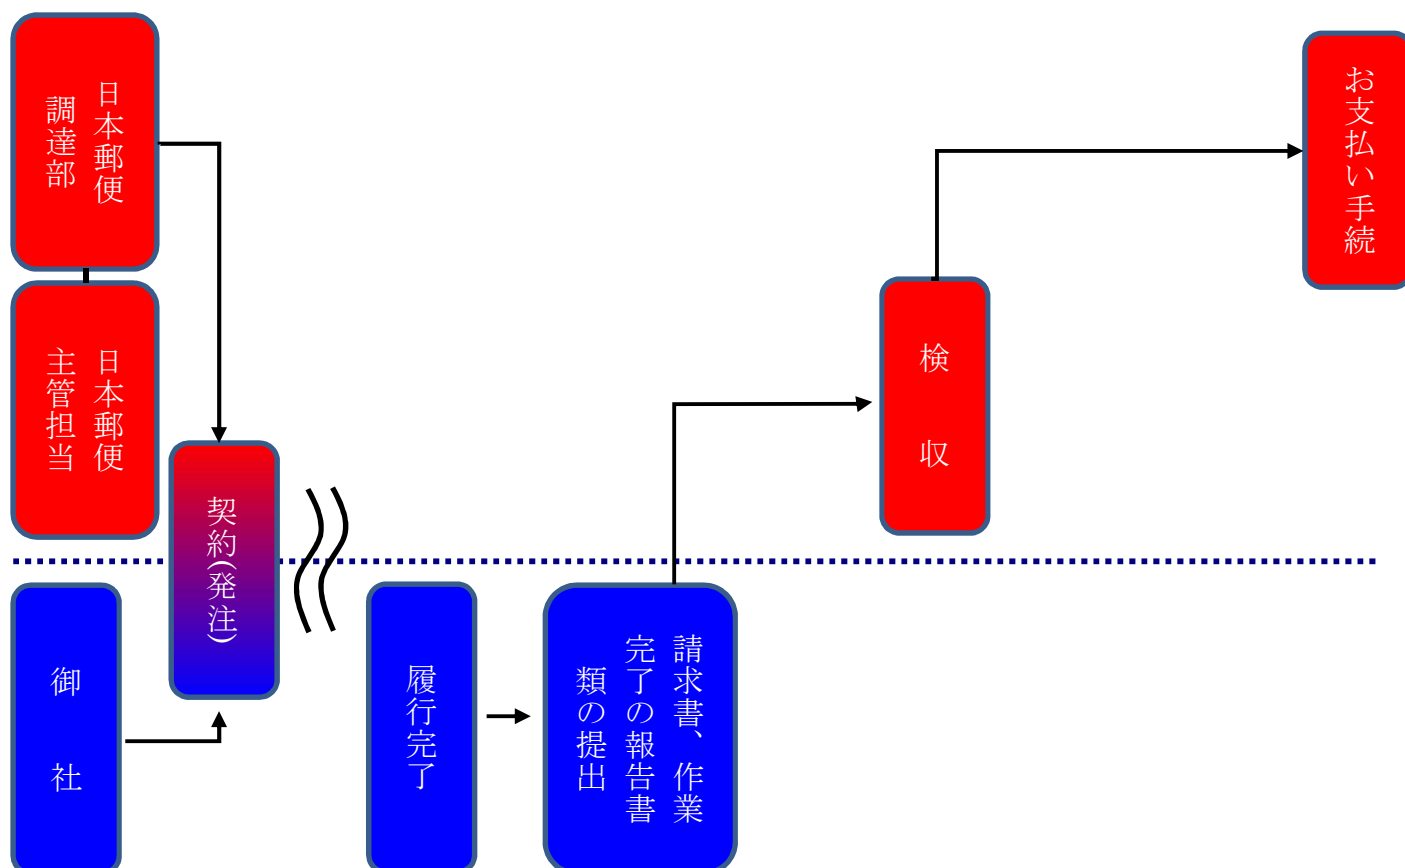 日本郵便
調達部
日本郵便
主管担当
御社
契約(発注)
履行完了
請求書、作業
完了の報告書
類の提出
検収
お支払い手続